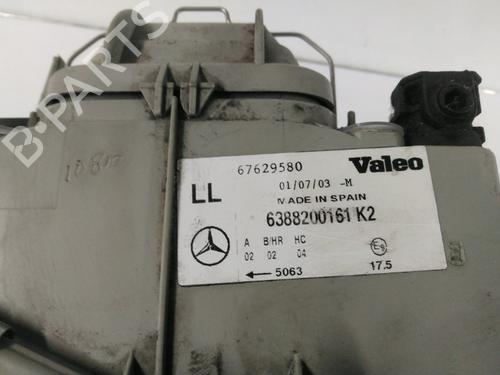 B-PARTS
67629580 Valeo
LL 01/07/03 -M
MADE IN SPAIN
6388200161 K2
A B/HR HC
02 02 04
←5063 17.5